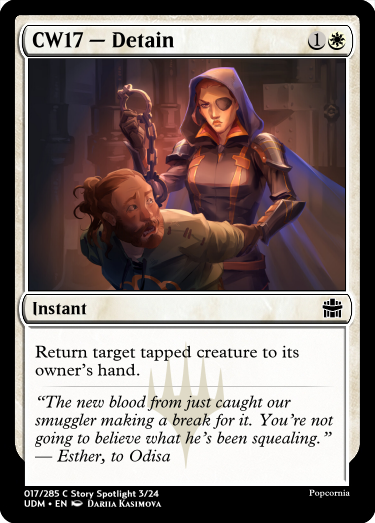 CW17 — Detain
1
Instant
Return target tapped creature to its
owner's hand.
“The new blood from just caught our
smuggler making a break for it. You're not
going to believe what he's been squealing.”
— Esther, to Odisa
017/285 C Story Spotlight 3/24
Popcornia
UDM • EN Dariia Kasimova